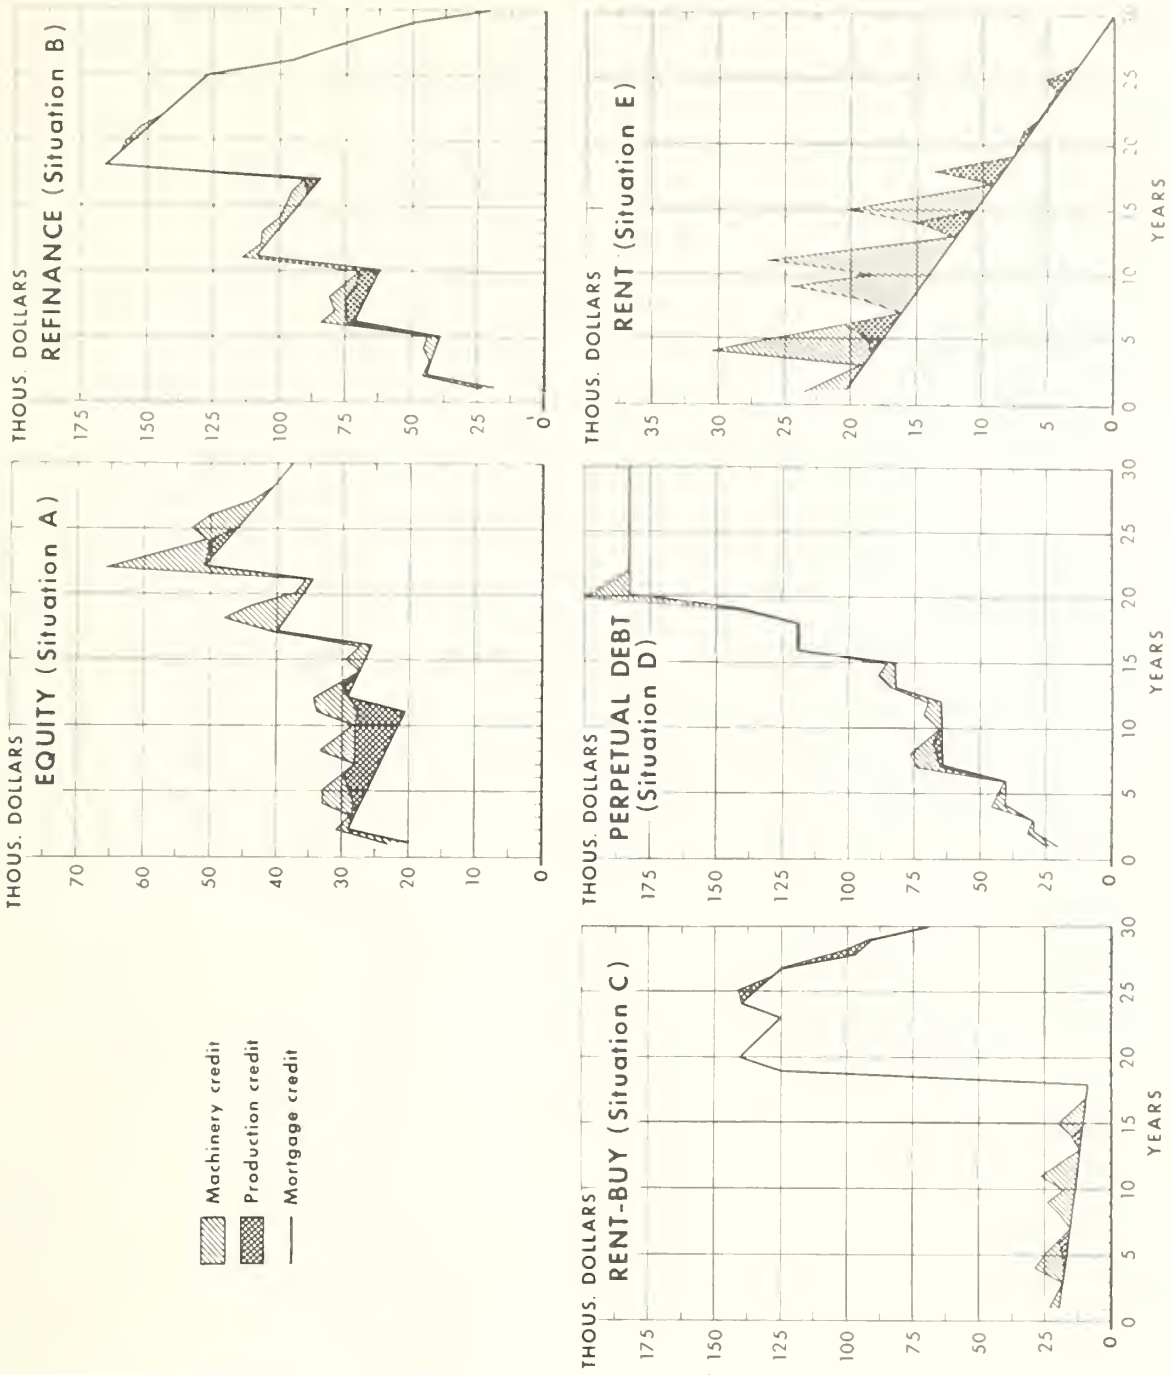 Machinery credit
Production credit
Mortgage credit
THOUS. DOLLARS
EQUITY (Situation A)
70
60
50
40
30
20
10
0
THOUS. DOLLARS
REFINANCE (Situation B)
175
150
125
100
75
50
25
0
THOUS. DOLLARS
RENT-BUY (Situation C)
175
150
125
100
75
50
25
0
0 5 10 15 20 25 30
YEARS
THOUS. DOLLARS
PERPETUAL DEBT
(Situation D)
175
150
125
100
75
50
25
0
0 5 10 15 20 25 30
YEARS
THOUS. DOLLARS
RENT (Situation E)
35
30
25
20
15
10
5
0
0 5 10 15 20 25 30
YEARS